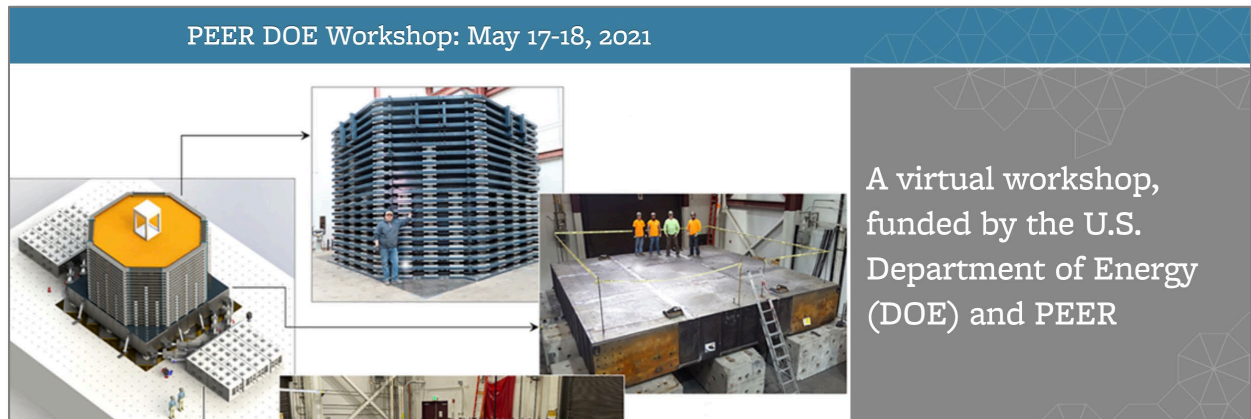 PEER DOE Workshop: May 17-18, 2021
A virtual workshop,
funded by the U.S.
Department of Energy
(DOE) and PEER